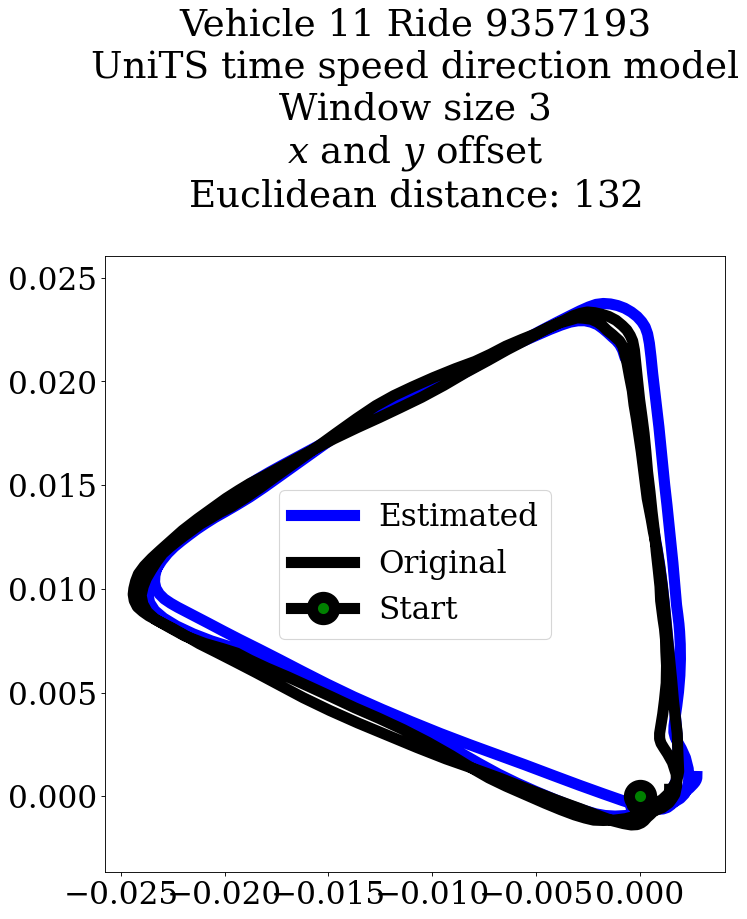 Vehicle 11 Ride 9357193
UniTS time speed direction model
Window size 3
x and y offset
Euclidean distance: 132
0.025
0.020
0.015
0.010
0.005
0.000
Estimated
Original
Start
−0.025 −0.020 −0.015 −0.010 −0.005 0.000